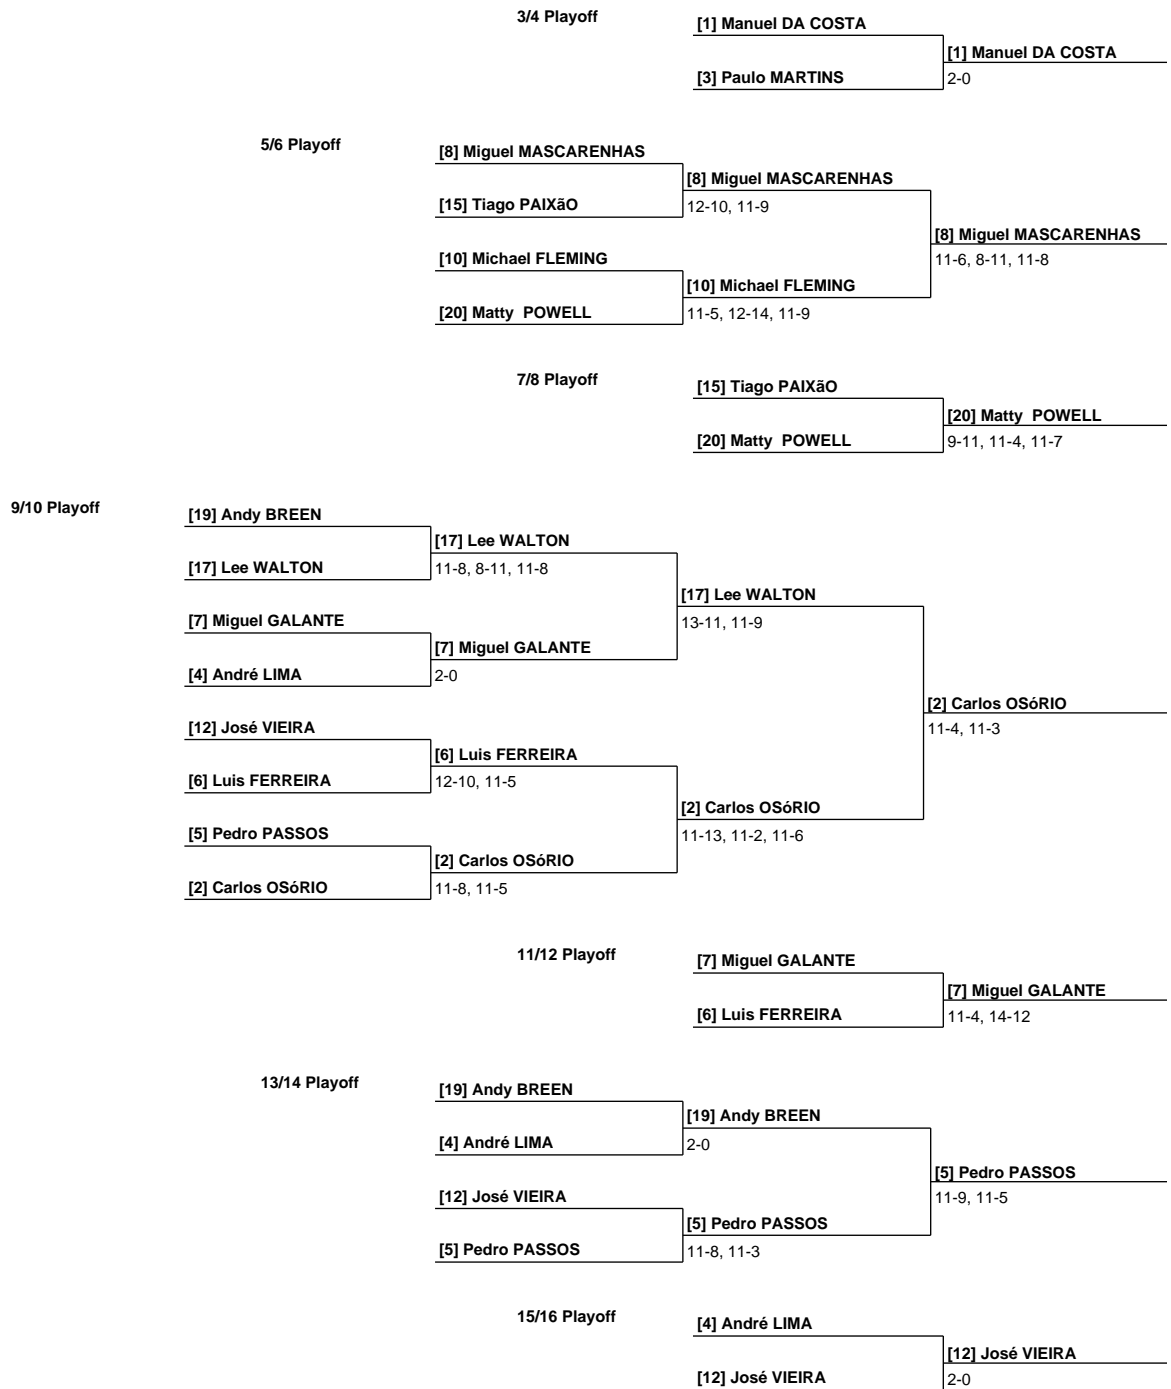 3/4 Playoff
[1] Manuel DA COSTA
[1] Manuel DA COSTA
[3] Paulo MARTINS
2-0
5/6 Playoff
[8] Miguel MASCARENHAS
[8] Miguel MASCARENHAS
[15] Tiago PAIXãO
12-10, 11-9
[8] Miguel MASCARENHAS
[10] Michael FLEMING
11-6, 8-11, 11-8
[10] Michael FLEMING
[20] Matty  POWELL
11-5, 12-14, 11-9
7/8 Playoff
[15] Tiago PAIXãO
[20] Matty  POWELL
[20] Matty  POWELL
9-11, 11-4, 11-7
9/10 Playoff
[19] Andy BREEN
[17] Lee WALTON
[17] Lee WALTON
11-8, 8-11, 11-8
[17] Lee WALTON
[7] Miguel GALANTE
13-11, 11-9
[7] Miguel GALANTE
[4] André LIMA
2-0
[2] Carlos OSóRIO
[12] José VIEIRA
11-4, 11-3
[6] Luis FERREIRA
[6] Luis FERREIRA
12-10, 11-5
[2] Carlos OSóRIO
[5] Pedro PASSOS
11-13, 11-2, 11-6
[2] Carlos OSóRIO
[2] Carlos OSóRIO
11-8, 11-5
11/12 Playoff
[7] Miguel GALANTE
[7] Miguel GALANTE
[6] Luis FERREIRA
11-4, 14-12
13/14 Playoff
[19] Andy BREEN
[19] Andy BREEN
[4] André LIMA
2-0
[5] Pedro PASSOS
[12] José VIEIRA
11-9, 11-5
[5] Pedro PASSOS
[5] Pedro PASSOS
11-8, 11-3
15/16 Playoff
[4] André LIMA
[12] José VIEIRA
[12] José VIEIRA
2-0